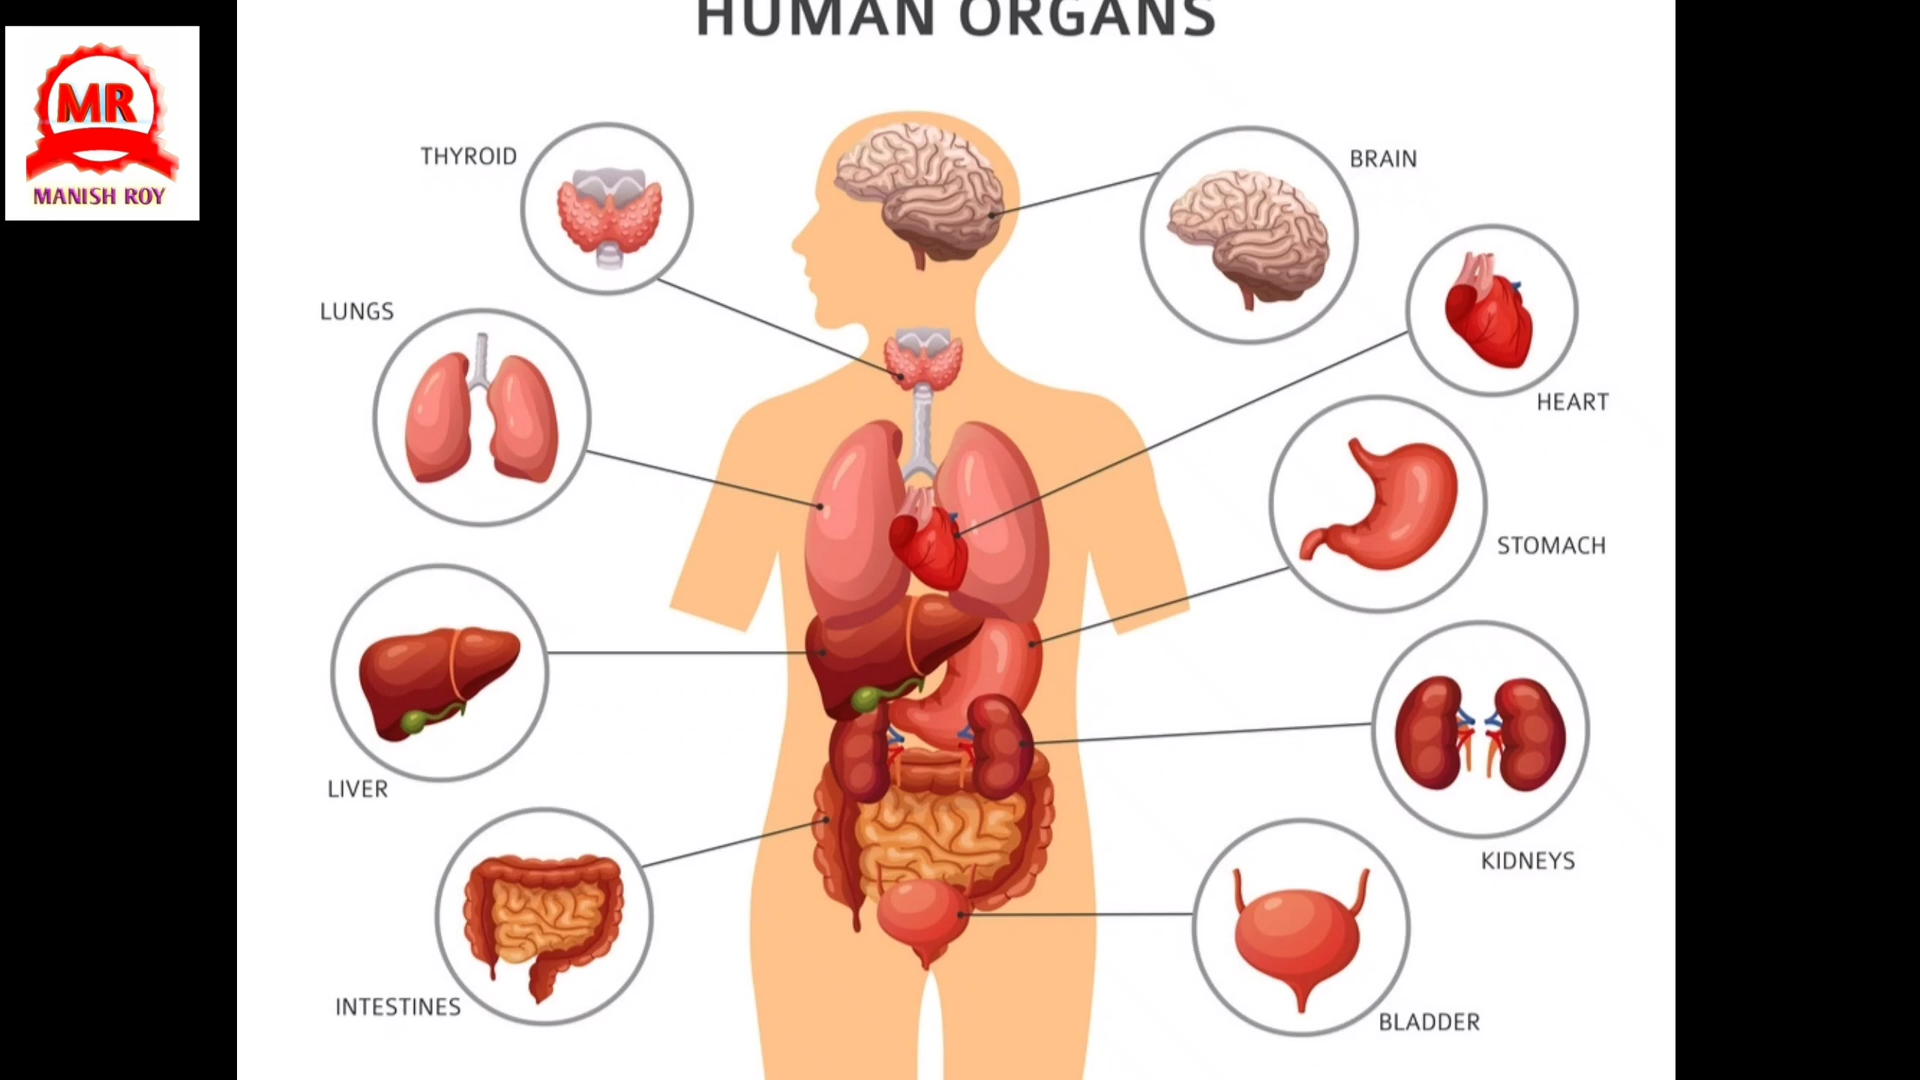 HUMAN ORGANS
MR
MANISH ROY
THYROID
BRAIN
LUNGS
HEART
STOMACH
LIVER
KIDNEYS
INTESTINES
BLADDER